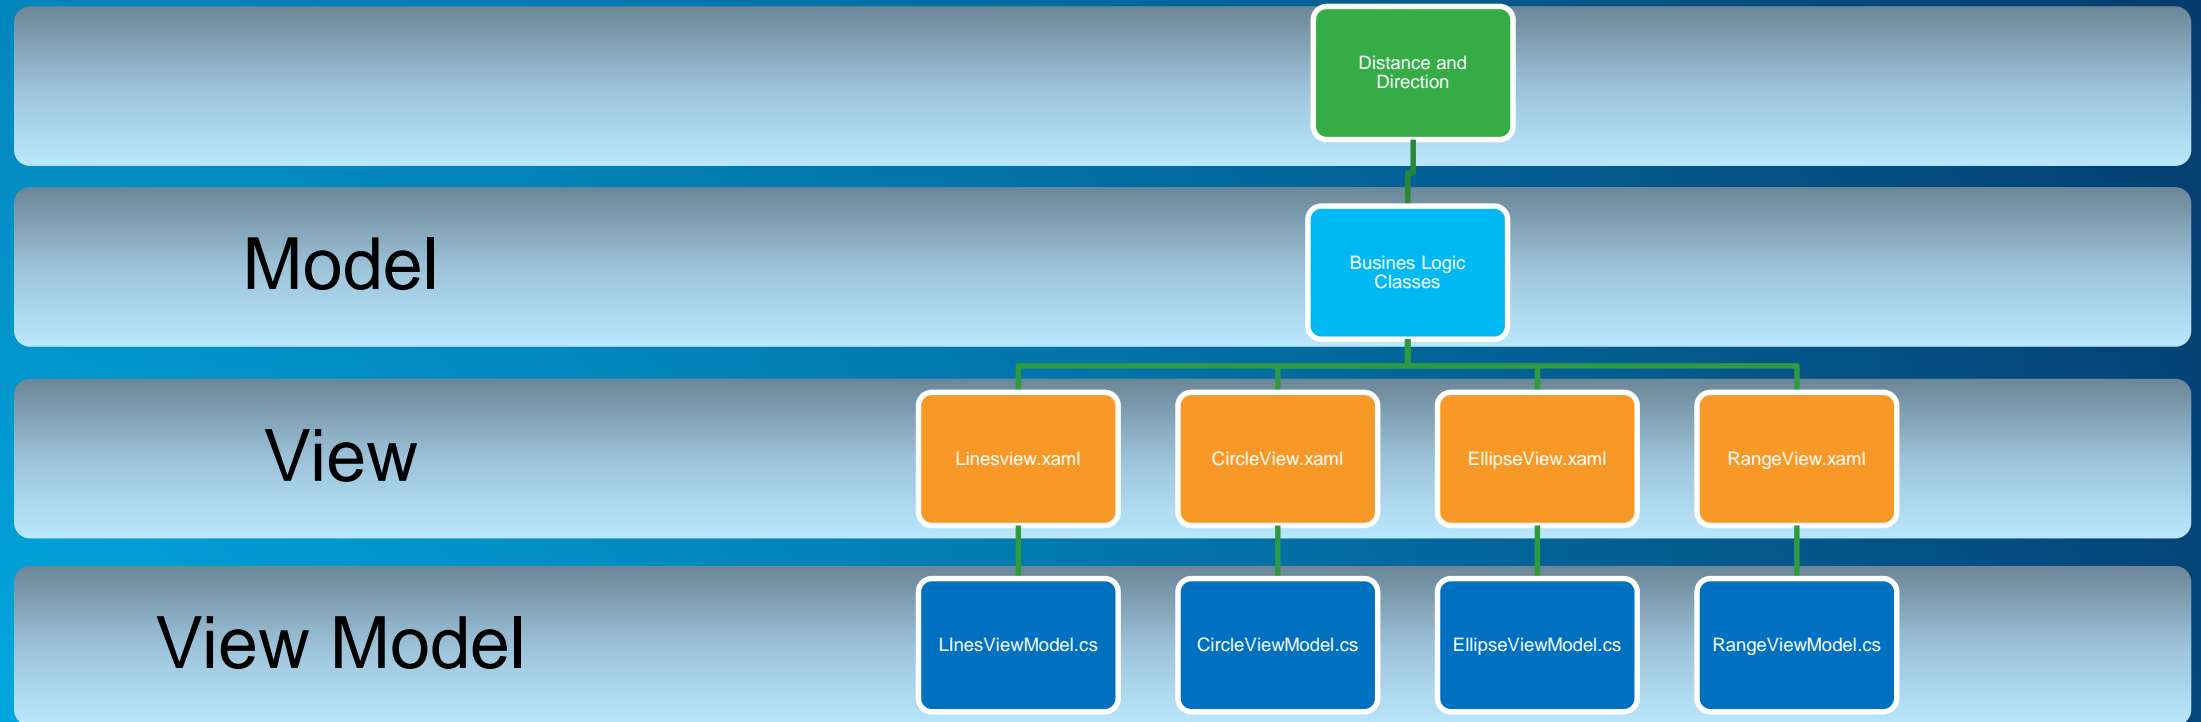 Distance and
Direction
Model
Busines Logic
Classes
View
Linesview.xaml
CircleView.xaml
EllipseView.xaml
RangeView.xaml
View Model
LInesViewModel.cs
CircleViewModel.cs
EllipseViewModel.cs
RangeViewModel.cs